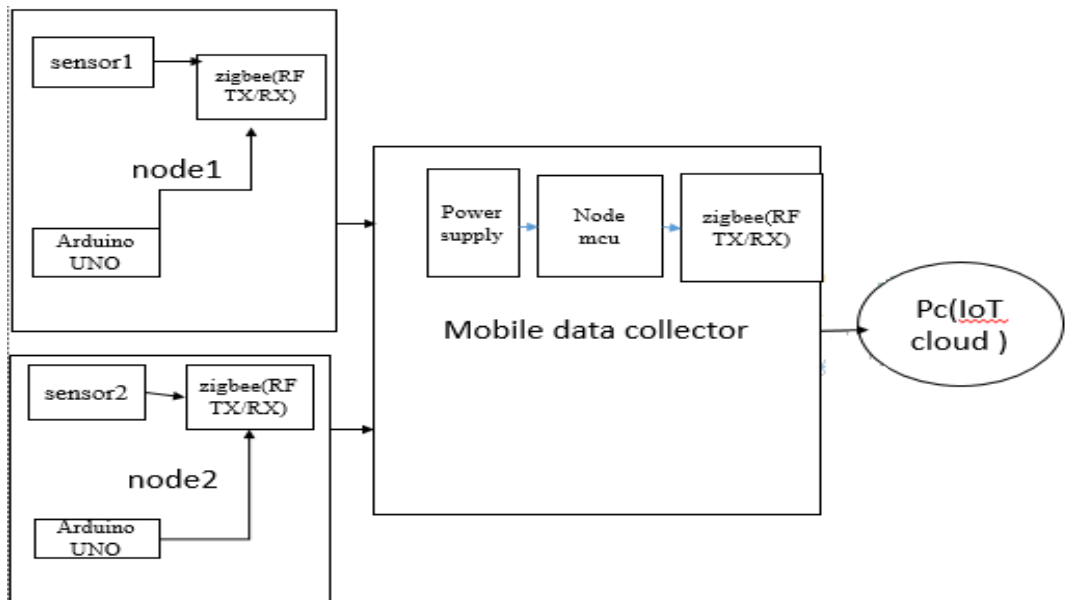 sensor1
zigbee(RF
TX/RX)
node1
Arduino
UNO
sensor2
zigbee(RF
TX/RX)
node2
Arduino
UNO
Power
supply
Node
mcu
zigbee(RF
TX/RX)
Mobile data collector
Pc(IoT
cloud )